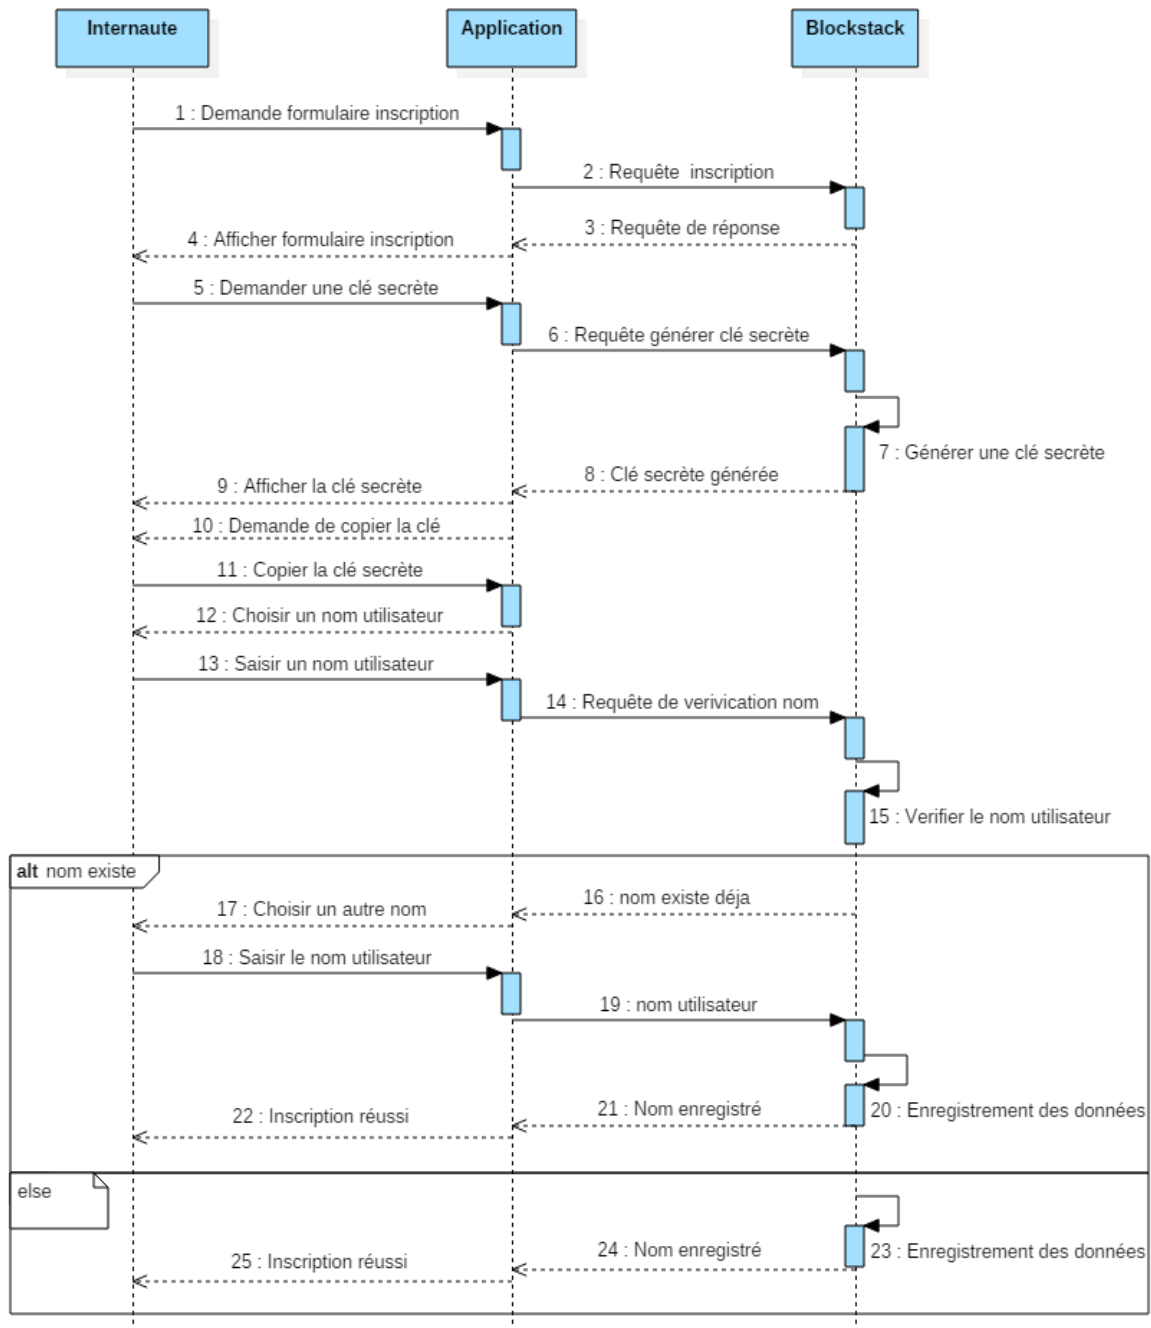 Internaute
Application
Blockstack
1 : Demande formulaire inscription
2 : Requête  inscription
3 : Requête de réponse
4 : Afficher formulaire inscription
5 : Demander une clé secrète
6 : Requête générer clé secrète
7 : Générer une clé secrète
8 : Clé secrète générée
9 : Afficher la clé secrète
10 : Demande de copier la clé
11 : Copier la clé secrète
12 : Choisir un nom utilisateur
13 : Saisir un nom utilisateur
14 : Requête de verivication nom
15 : Verifier le nom utilisateur
alt nom existe
16 : nom existe déja
17 : Choisir un autre nom
18 : Saisir le nom utilisateur
19 : nom utilisateur
20 : Enregistrement des données
21 : Nom enregistré
22 : Inscription réussi
else
23 : Enregistrement des données
24 : Nom enregistré
25 : Inscription réussi